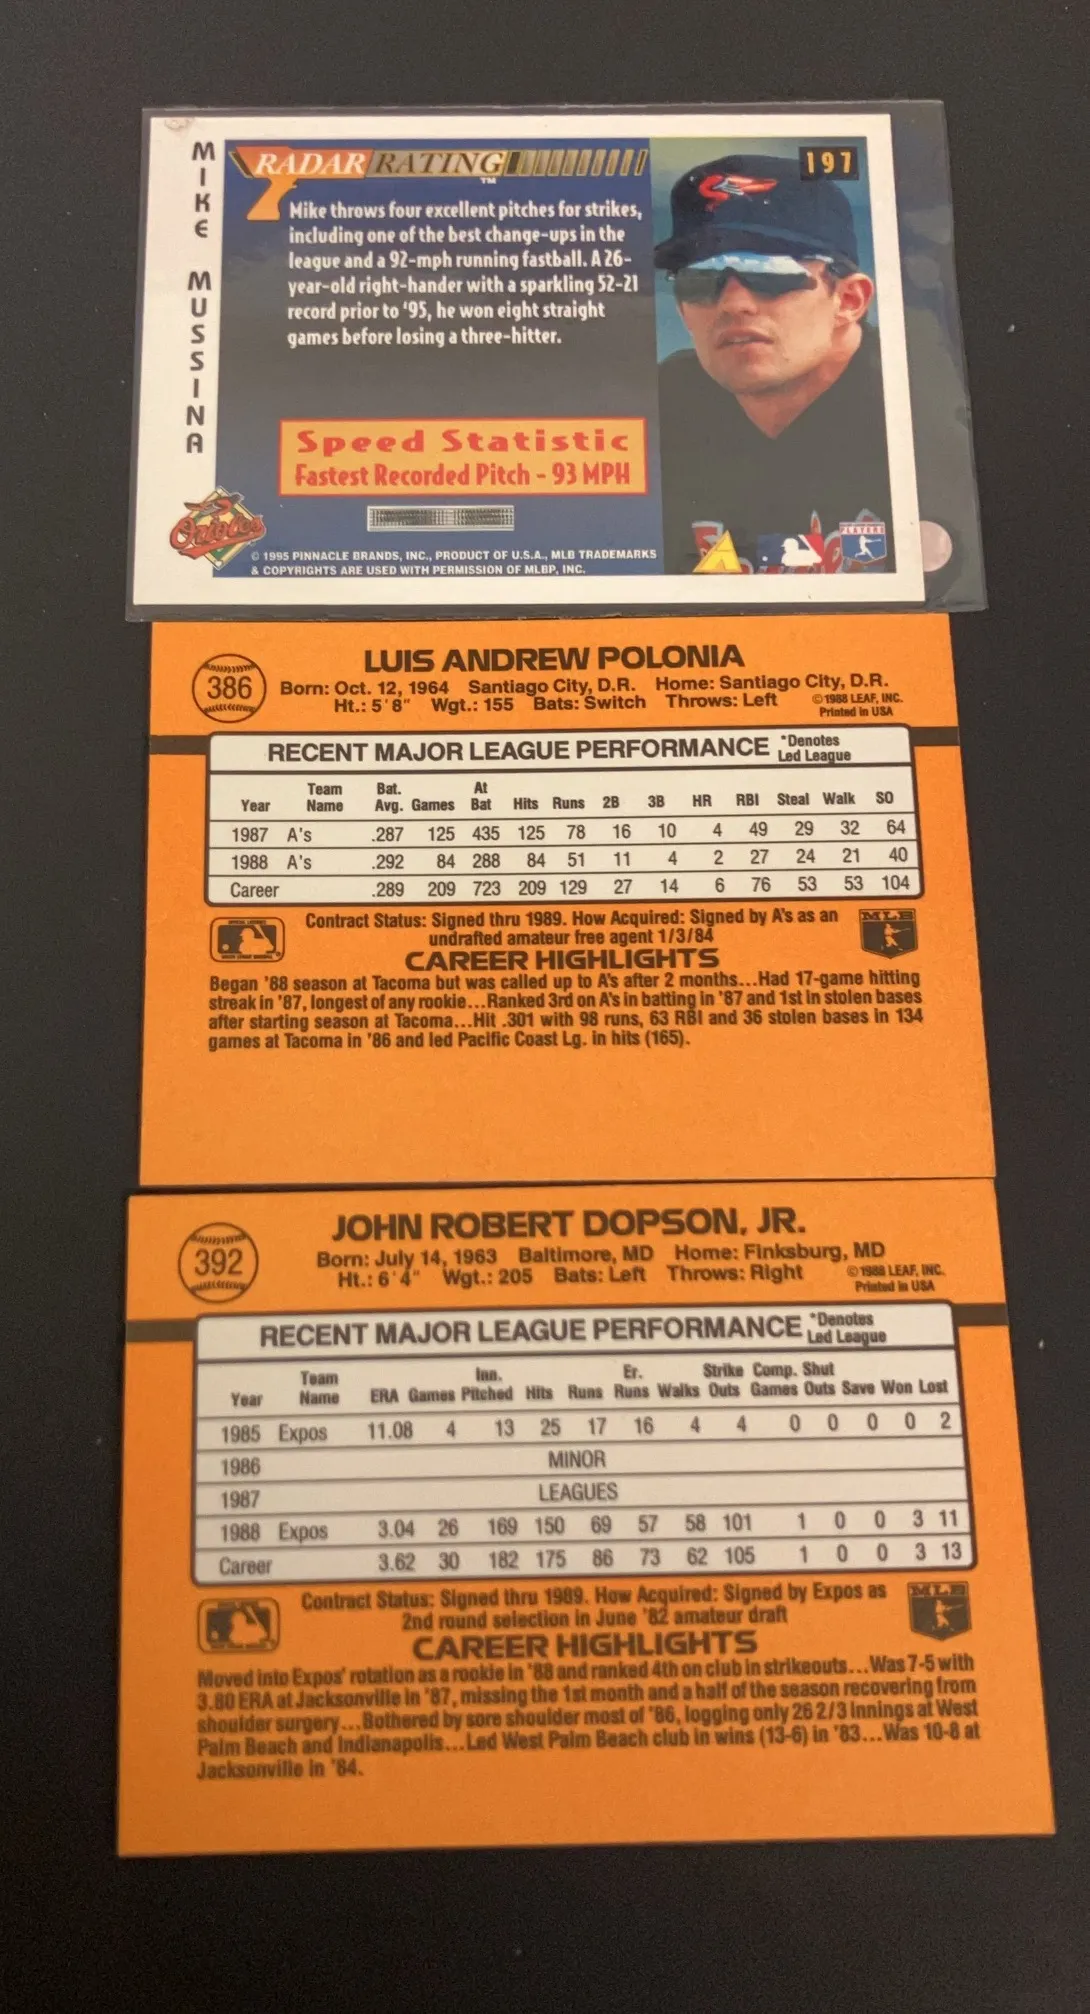 MIKE MUSSINA
RADAR RATING™
197
Mike throws four excellent pitches for strikes,
including one of the best change-ups in the
league and a 92-mph running fastball. A 26-
year-old right-hander with a sparkling 52-21
record prior to '95, he won eight straight
games before losing a three-hitter.
Speed Statistic
Fastest Recorded Pitch - 93 MPH
Orioles
© 1995 PINNACLE BRANDS, INC., PRODUCT OF U.S.A., MLB TRADEMARKS
& COPYRIGHTS ARE USED WITH PERMISSION OF MLBP, INC.
PLAYERS
386
LUIS ANDREW POLONIA
Born: Oct. 12, 1964 Santiago City, D.R. Home: Santiago City, D.R.
Ht.: 5'8" Wgt.: 155 Bats: Switch Throws: Left
©1988 LEAF, INC.
Printed in USA
RECENT MAJOR LEAGUE PERFORMANCE *Denotes Led League
Year Team Name Bat. Avg. Games At Bat Hits Runs 2B 3B HR RBI Steal Walk SO
1987 A's .287 125 435 125 78 16 10 4 49 29 32 64
1988 A's .292 84 288 84 51 11 4 2 27 24 21 40
Career .289 209 723 209 129 27 14 6 76 53 53 104
Contract Status: Signed thru 1989. How Acquired: Signed by A's as an
undrafted amateur free agent 1/3/84
MLB
CAREER HIGHLIGHTS
Began '88 season at Tacoma but was called up to A's after 2 months...Had 17-game hitting
streak in '87, longest of any rookie...Ranked 3rd on A's in batting in '87 and 1st in stolen bases
after starting season at Tacoma...Hit .301 with 98 runs, 63 RBI and 36 stolen bases in 134
games at Tacoma in '86 and led Pacific Coast Lg. in hits (165).
392
JOHN ROBERT DOPSON, JR.
Born: July 14, 1963 Baltimore, MD Home: Finksburg, MD
Ht.: 6'4" Wgt.: 205 Bats: Left Throws: Right
©1988 LEAF, INC.
Printed in USA
RECENT MAJOR LEAGUE PERFORMANCE *Denotes Led League
Year Team Name ERA Games Inn. Pitched Hits Runs Er. Runs Walks Strike Outs Comp. Games Shut Outs Save Won Lost
1985 Expos 11.08 4 13 25 17 16 4 4 0 0 0 0 2
1986 MINOR
1987 LEAGUES
1988 Expos 3.04 26 169 150 69 57 58 101 1 0 0 3 11
Career 3.62 30 182 175 86 73 62 105 1 0 0 3 13
Contract Status: Signed thru 1989. How Acquired: Signed by Expos as
2nd round selection in June '82 amateur draft
MLB
CAREER HIGHLIGHTS
Moved into Expos' rotation as a rookie in '88 and ranked 4th on club in strikeouts...Was 7-5 with
3.80 ERA at Jacksonville in '87, missing the 1st month and a half of the season recovering from
shoulder surgery...Bothered by sore shoulder most of '86, logging only 26 2/3 innings at West
Palm Beach and Indianapolis...Led West Palm Beach club in wins (13-6) in '83...Was 10-8 at
Jacksonville in '84.